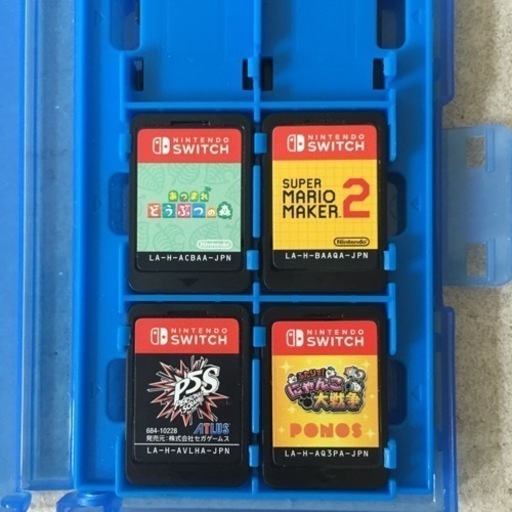 NINTENDO
SWITCH
あつまれ
どうぶつの森
Nintendo
LA-H-ACBAA-JPN
NINTENDO
SWITCH
SUPER
MARIO
MAKER 2
Nintendo
LA-H-BAAQA-JPN
NINTENDO
SWITCH
P5S
684-10228
ATLUS
発売元:株式会社セガゲームス
LA-H-AVLHA-JPN
NINTENDO
SWITCH
ふたりで!
にゃんこ
大戦争
PONOS
LA-H-AQ3PA-JPN